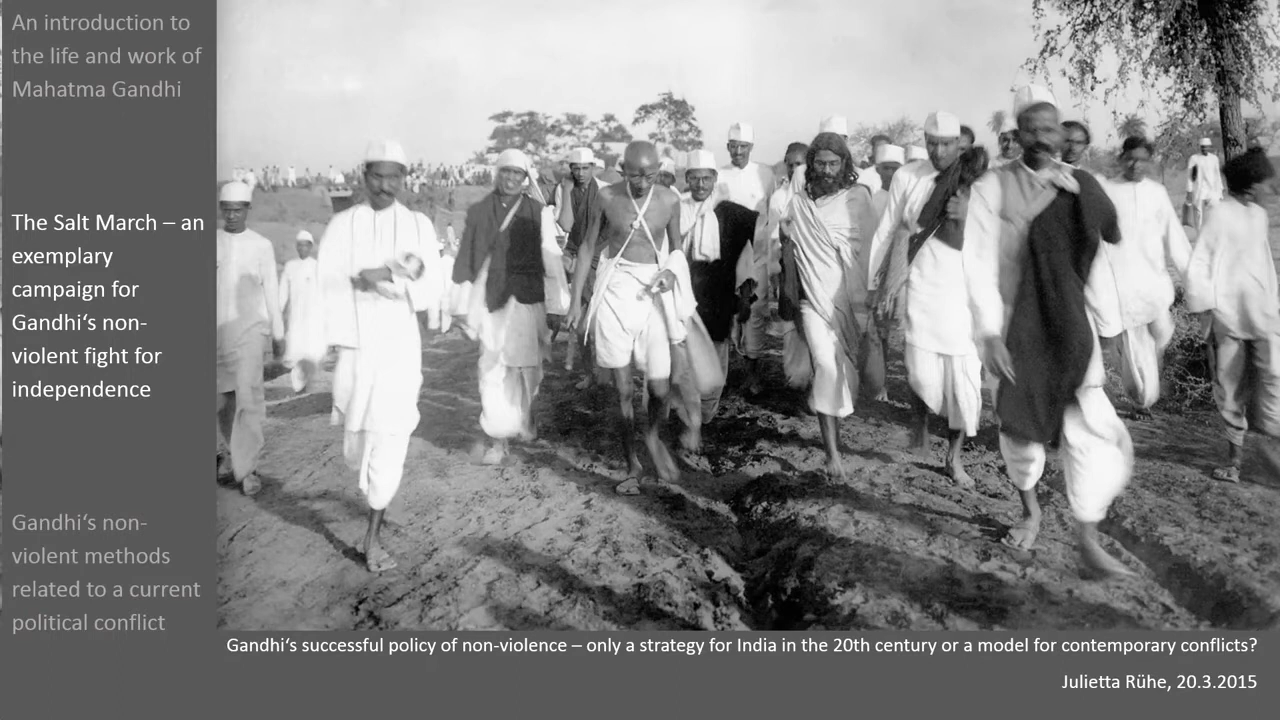 An introduction to
the life and work of
Mahatma Gandhi
The Salt March – an
exemplary
campaign for
Gandhi‘s non-
violent fight for
independence
Gandhi‘s non-
violent methods
related to a current
political conflict
Gandhi‘s successful policy of non-violence – only a strategy for India in the 20th century or a model for contemporary conflicts?
Julietta Rühe, 20.3.2015